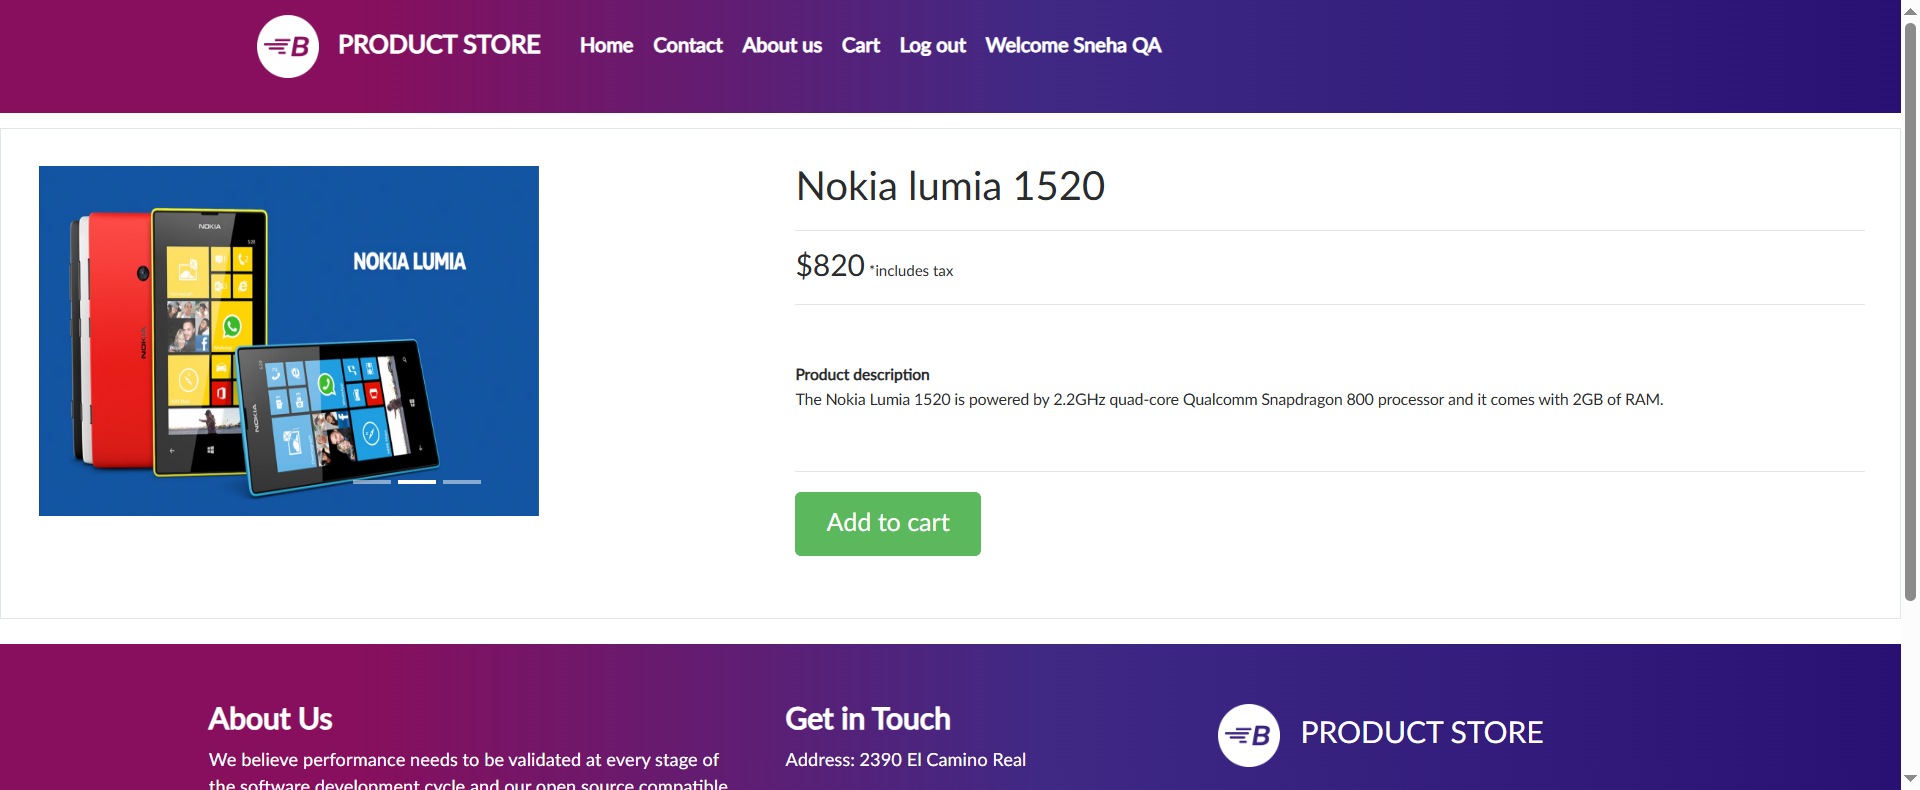 B PRODUCT STORE Home Contact About us Cart Log out Welcome Sneha QA
NOKIA
NOKIA LUMIA
NOKIA
NOKIA
Nokia lumia 1520
$820 *includes tax
Product description
The Nokia Lumia 1520 is powered by 2.2GHz quad-core Qualcomm Snapdragon 800 processor and it comes with 2GB of RAM.
Add to cart
About Us
We believe performance needs to be validated at every stage of
the software development cycle and our open source compatible
Get in Touch
Address: 2390 El Camino Real
B PRODUCT STORE